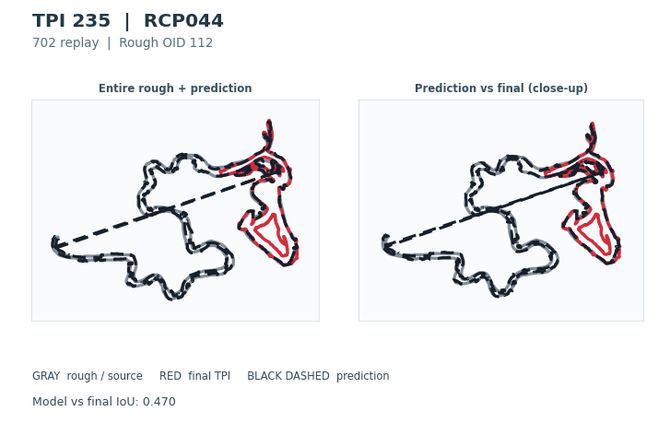 TPI 235 | RCP044
702 replay | Rough OID 112
Entire rough + prediction
Prediction vs final (close-up)
GRAY rough / source RED final TPI BLACK DASHED prediction
Model vs final IoU: 0.470